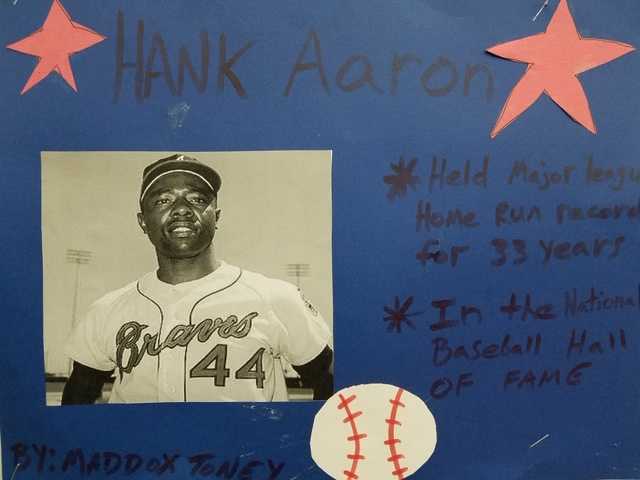 HANK Aaron
* Held Major leagu
Home Run record
for 33 years
* In the National
Baseball Hall
OF FAME
A
Braves
44
BY: MADDOX TONEY